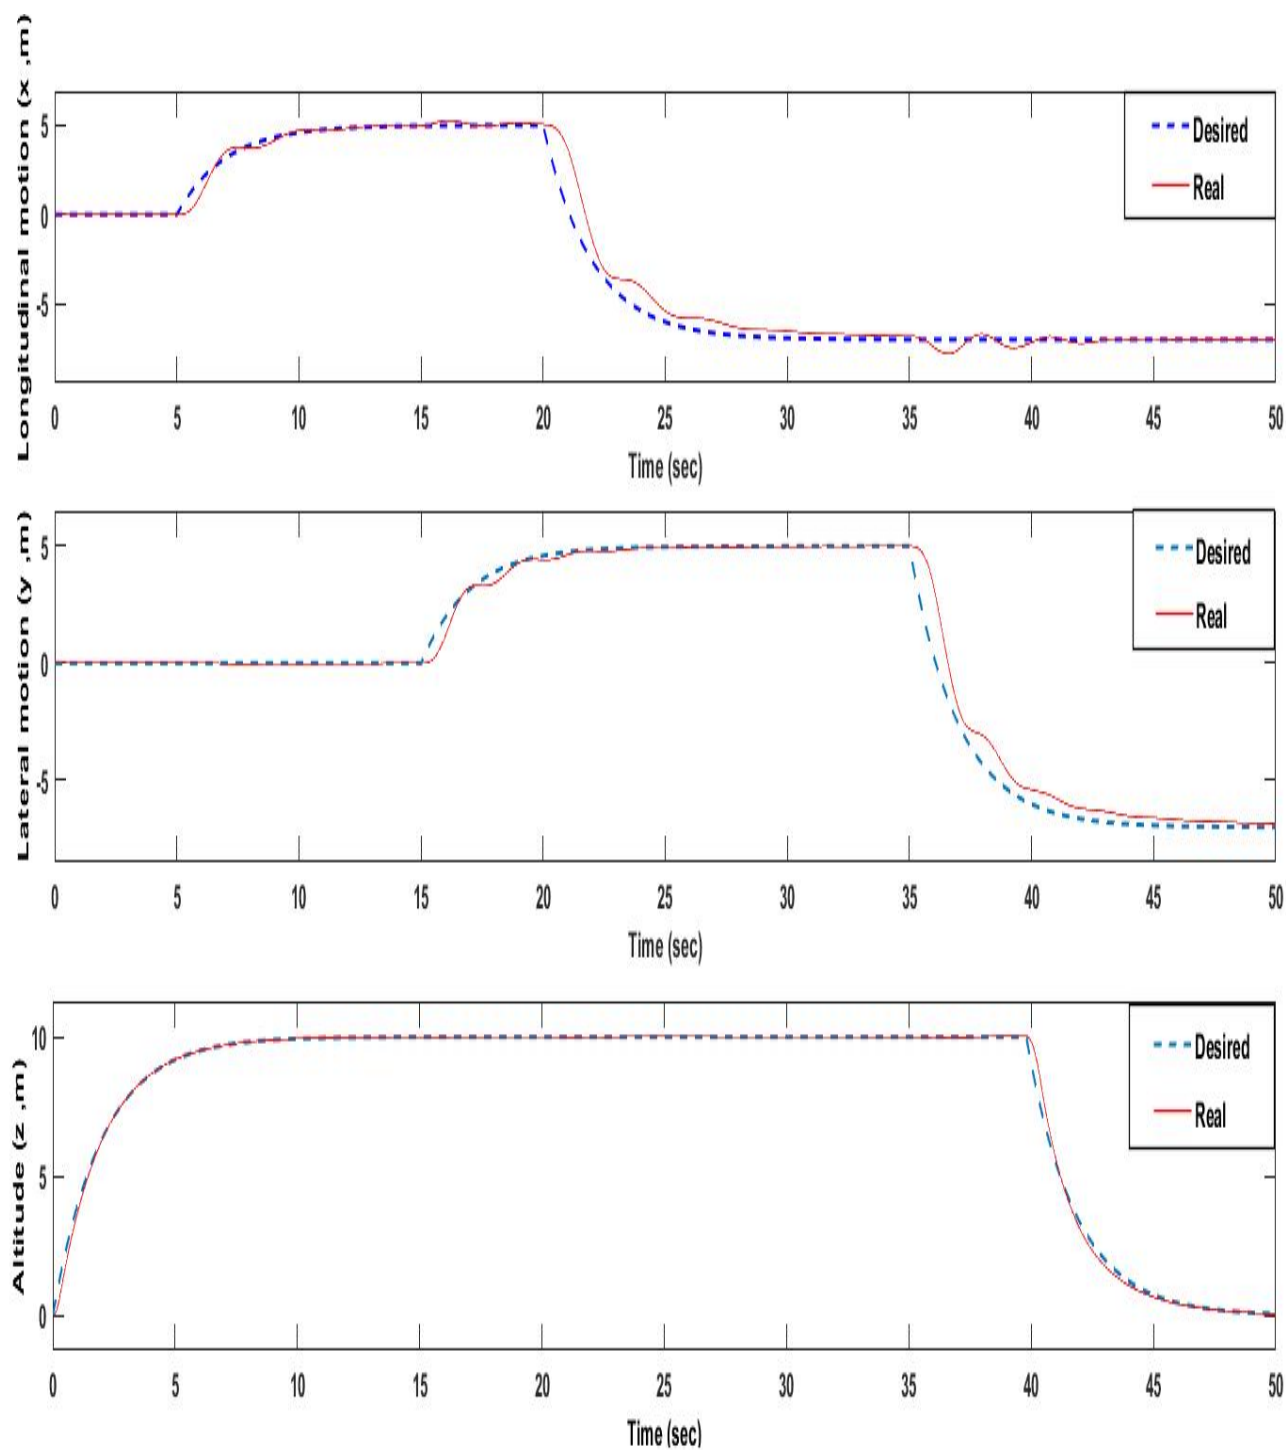 Longitudinal motion (x ,m)
5
0
-5
Desired
Real
0 5 10 15 20 25 30 35 40 45 50
Time (sec)
Lateral motion (y ,m)
5
0
-5
Desired
Real
0 5 10 15 20 25 30 35 40 45 50
Time (sec)
Altitude (z ,m)
10
5
0
Desired
Real
0 5 10 15 20 25 30 35 40 45 50
Time (sec)